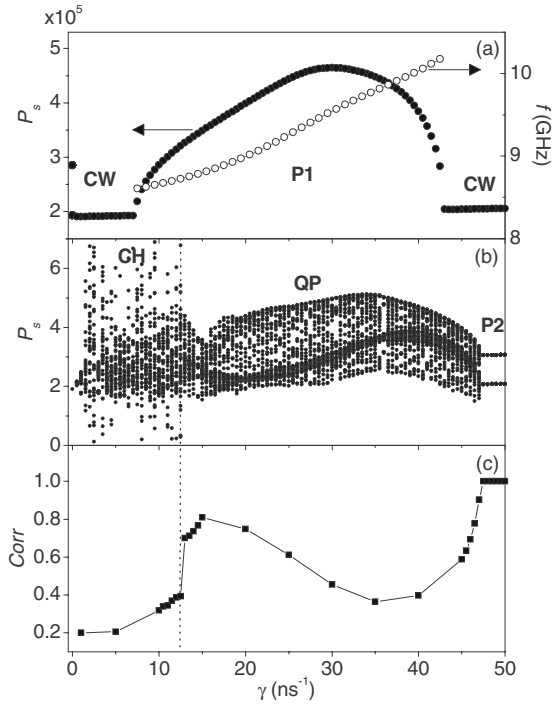 x10⁵
(a)
5
4
3
2
P_s
CW
P1
CW
10
9
8
f (GHz)
(b)
CH
QP
P2
6
4
2
0
P_s
(c)
1.0
0.8
0.6
0.4
0.2
Corr
0 10 20 30 40 50
γ (ns⁻¹)